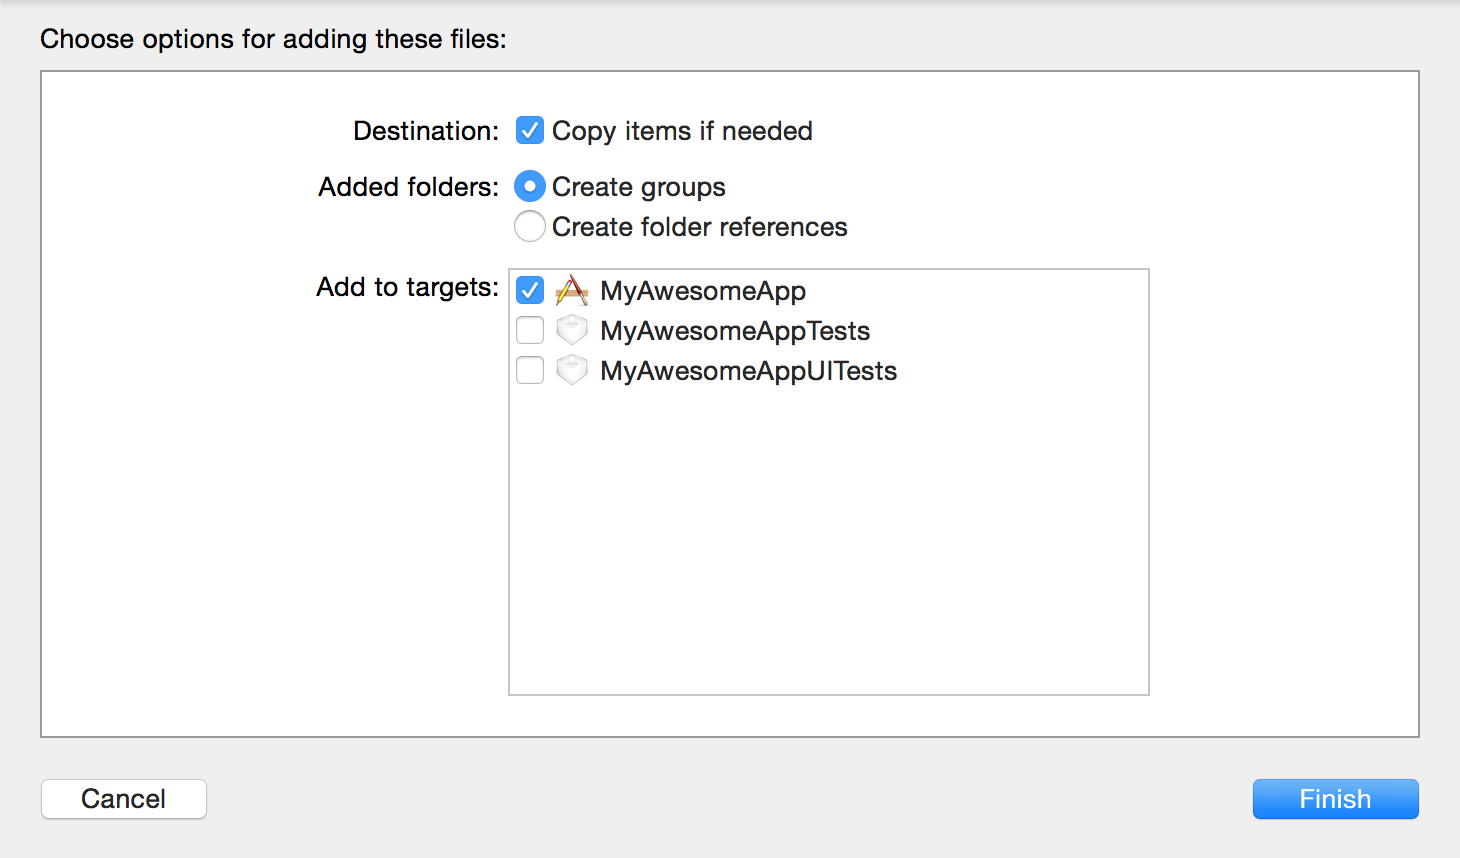 Choose options for adding these files:
Destination: Copy items if needed
Added folders: Create groups
Create folder references
Add to targets: MyAwesomeApp
MyAwesomeAppTests
MyAwesomeAppUITests
Cancel Finish